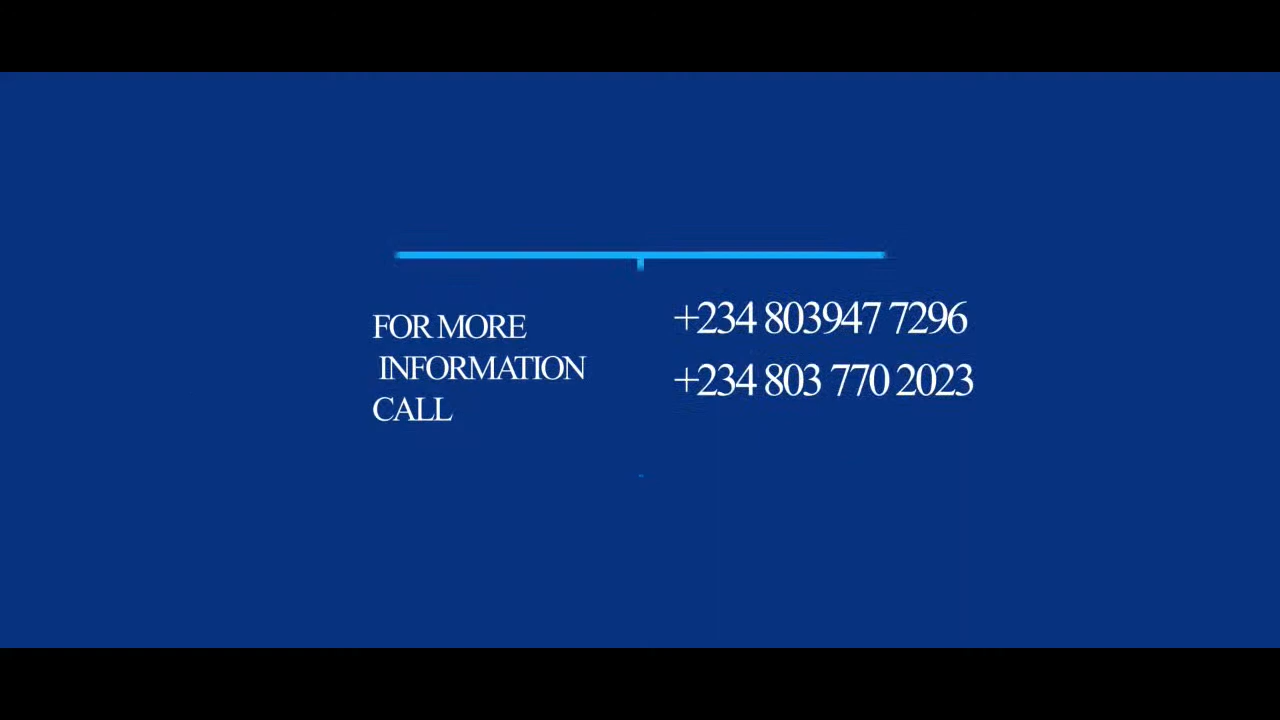 FOR MORE
INFORMATION
CALL
+234 803947 7296
+234 803 770 2023